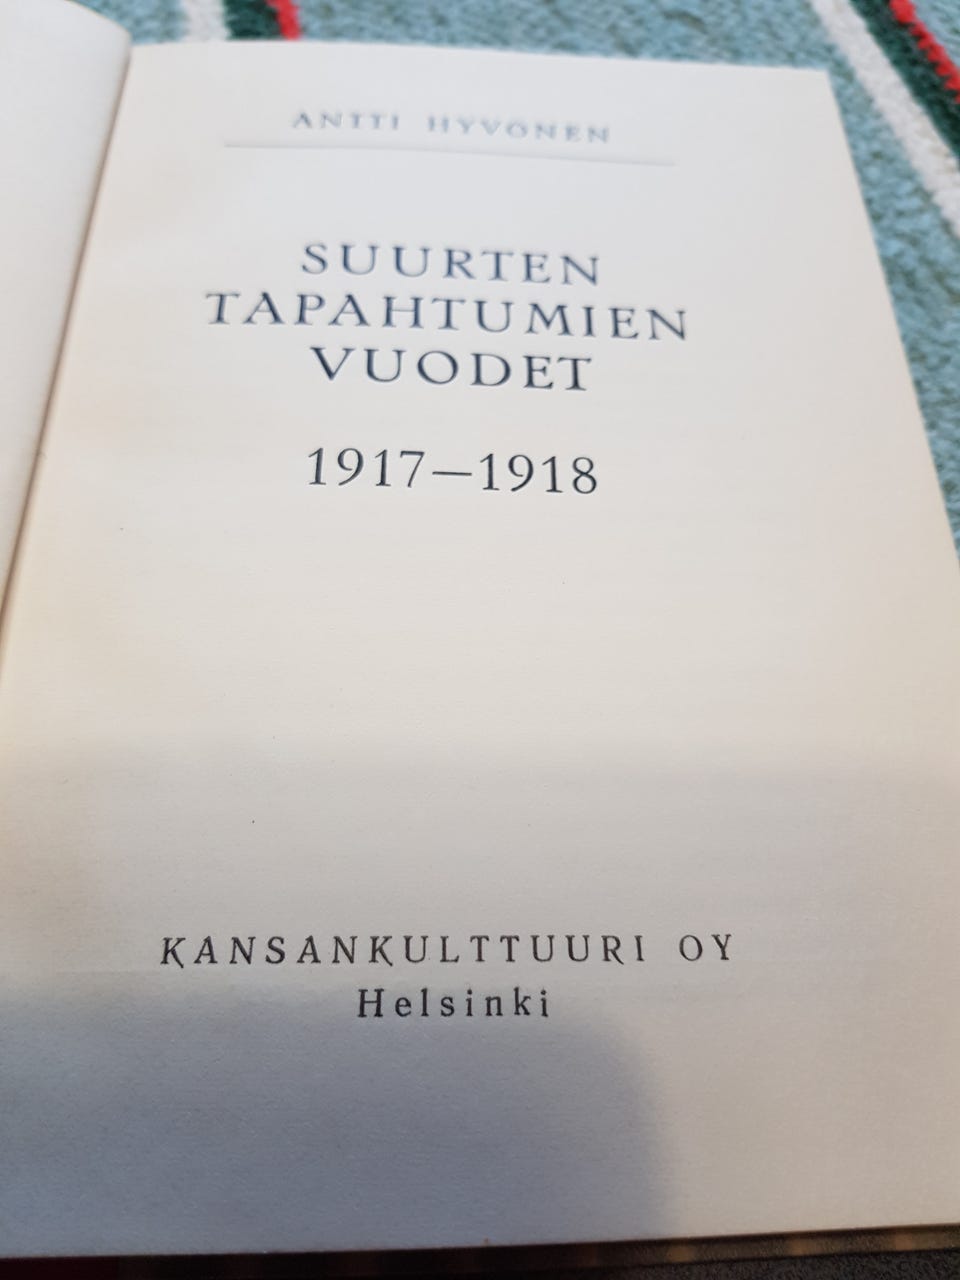 ANTTI HYVÖNEN
SUURTEN
TAPAHTUMIEN
VUODET
1917—1918
KANSANKULTTUURI OY
Helsinki